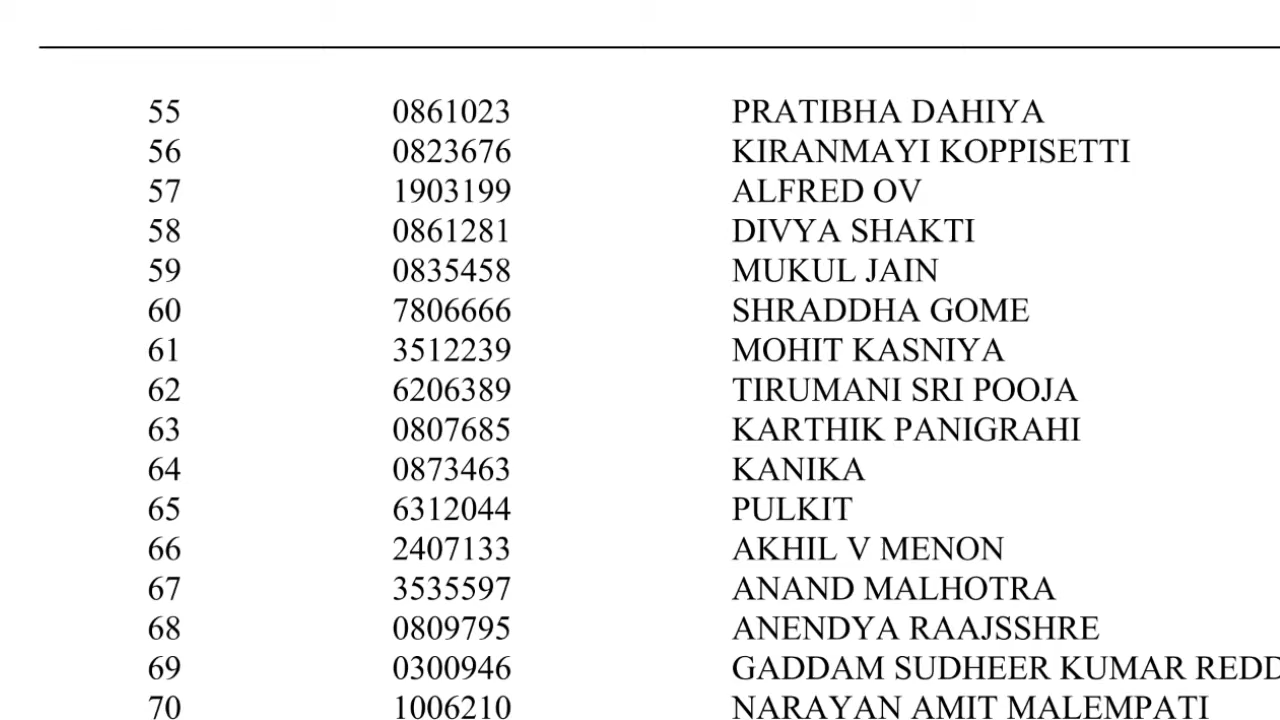 55 0861023 PRATIBHA DAHIYA
56 0823676 KIRANMAYI KOPPISETTI
57 1903199 ALFRED OV
58 0861281 DIVYA SHAKTI
59 0835458 MUKUL JAIN
60 7806666 SHRADDHA GOME
61 3512239 MOHIT KASNIYA
62 6206389 TIRUMANI SRI POOJA
63 0807685 KARTHIK PANIGRAHI
64 0873463 KANIKA
65 6312044 PULKIT
66 2407133 AKHIL V MENON
67 3535597 ANAND MALHOTRA
68 0809795 ANENDYA RAAJSSHRE
69 0300946 GADDAM SUDHEER KUMAR REDD
70 1006210 NARAYAN AMIT MALEMPATI